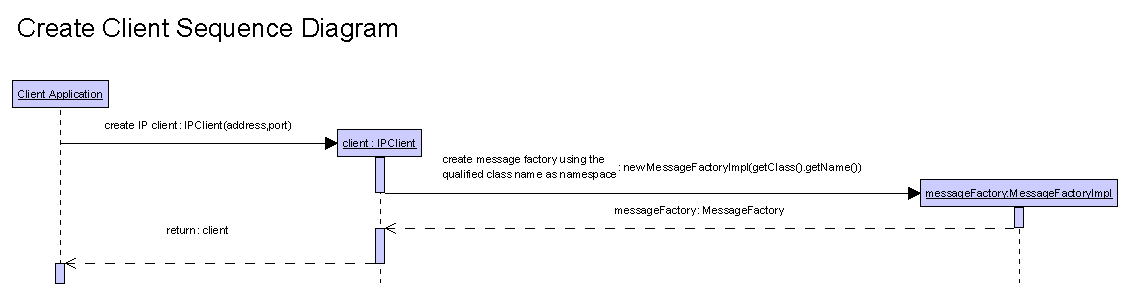 Create Client Sequence Diagram
Client Application
create IP client : IPClient(address,port)
client : IPClient
create message factory using the
qualified class name as namespace : newMessageFactoryImpl(getClass().getName())
messageFactory:MessageFactoryImpl
messageFactory : MessageFactory
return : client